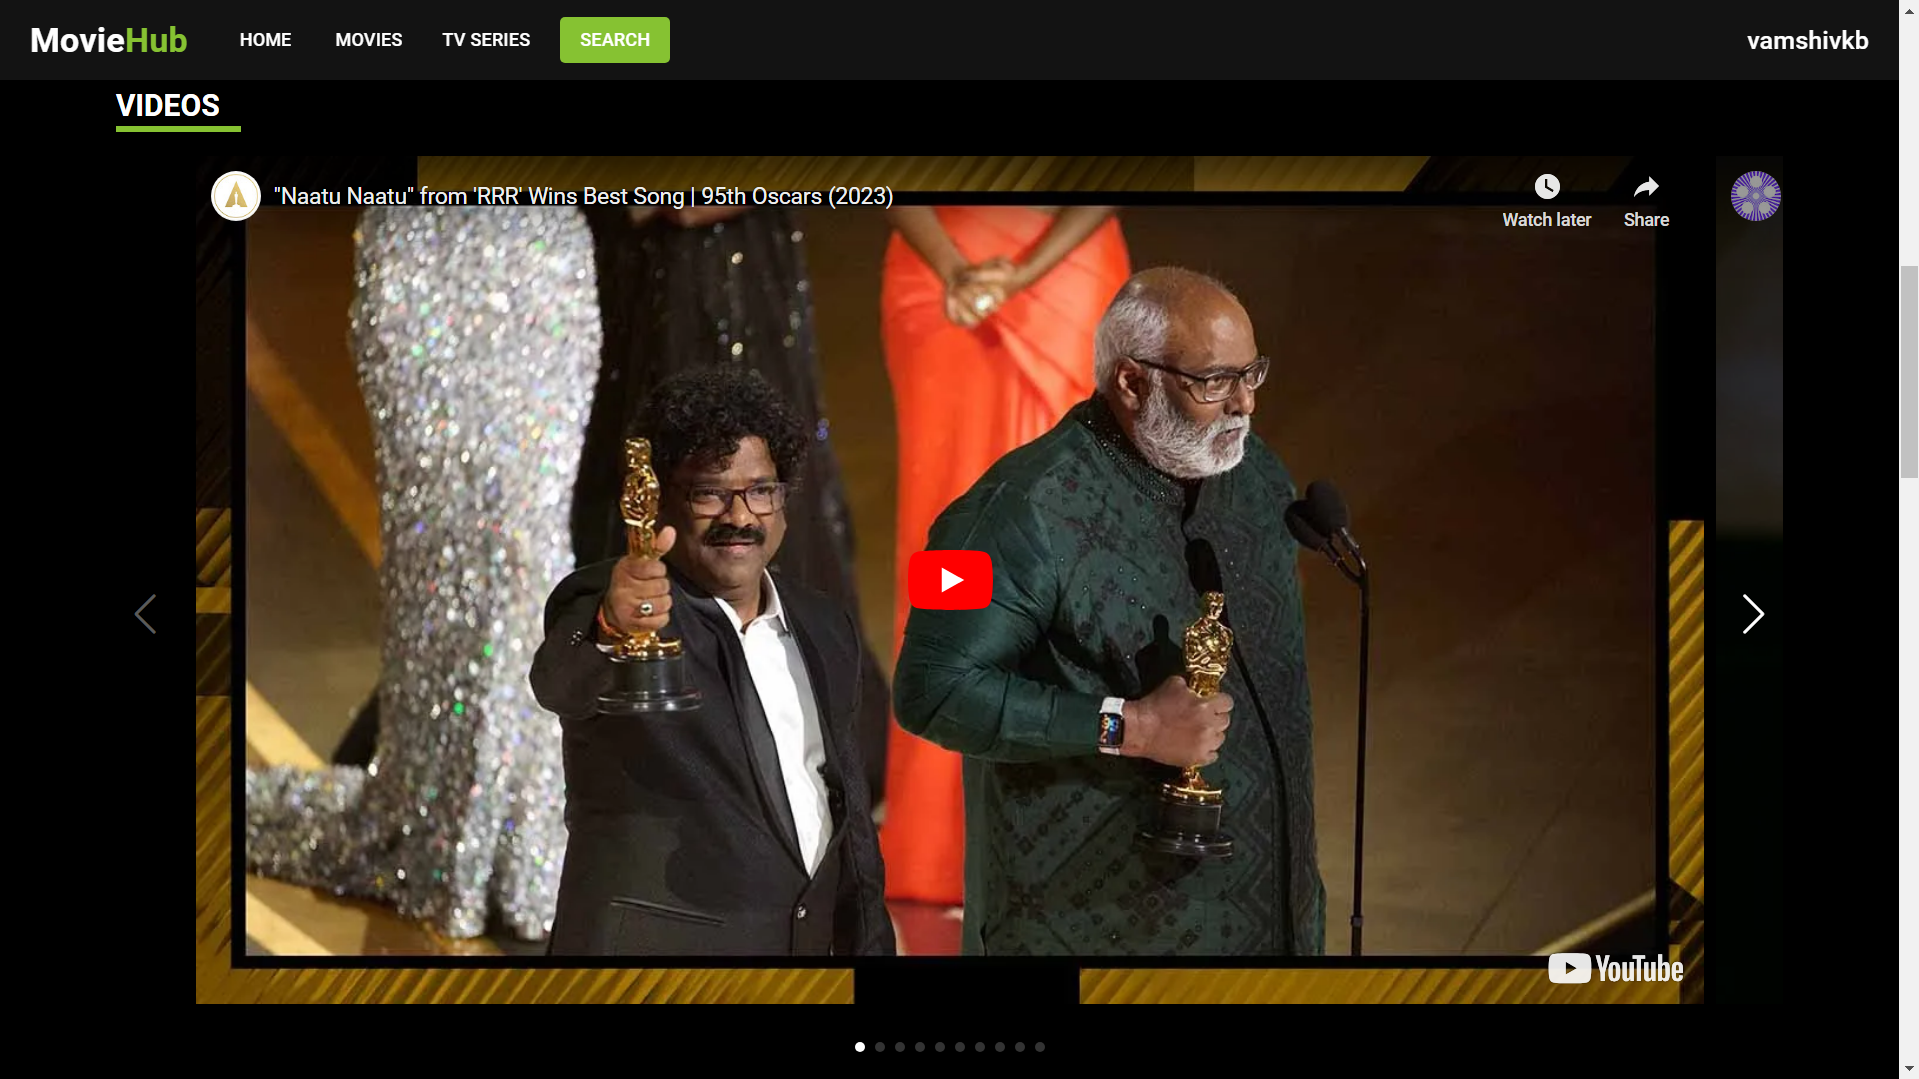 MovieHub HOME MOVIES TV SERIES SEARCH vamshivkb
VIDEOS
"Naatu Naatu" from 'RRR' Wins Best Song | 95th Oscars (2023)
Watch later Share
YouTube